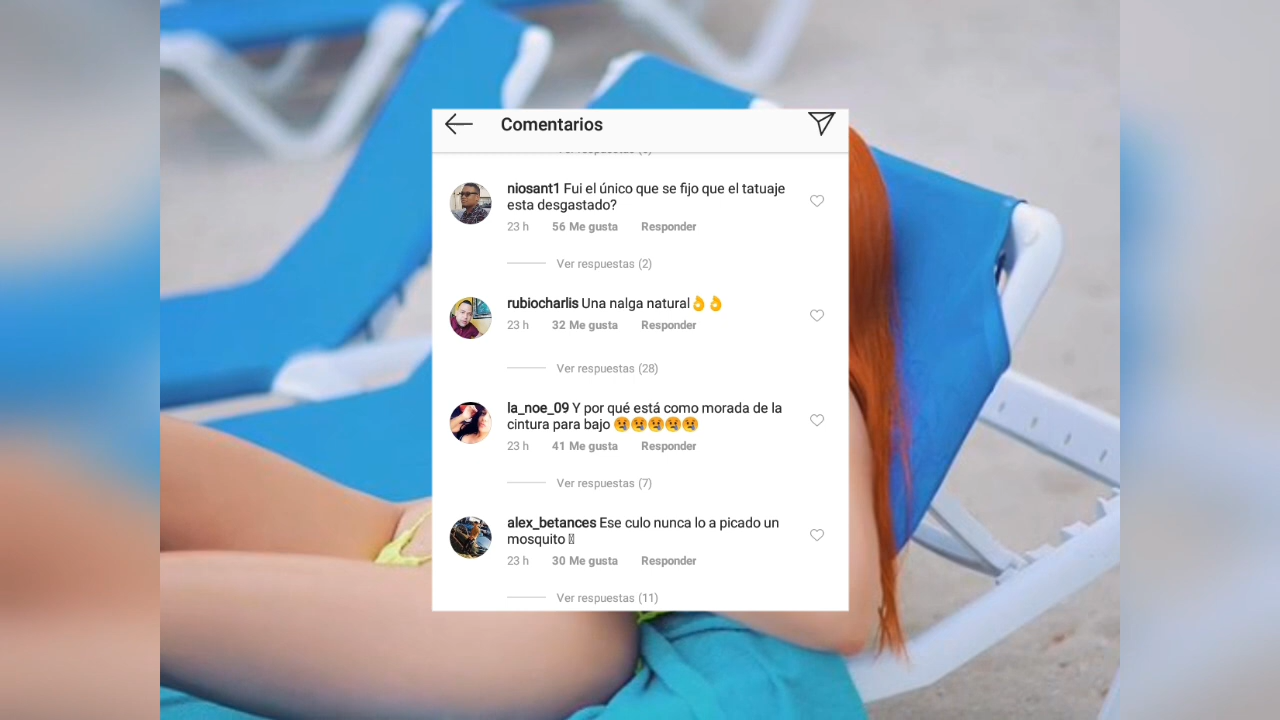 Comentarios
niosant1 Fui el único que se fijo que el tatuaje
esta desgastado?
23 h 56 Me gusta Responder
Ver respuestas (2)
rubiocharlis Una nalga natural👌👌
23 h 32 Me gusta Responder
Ver respuestas (28)
la_noe_09 Y por qué está como morada de la
cintura para bajo 😢😢😢😢😢
23 h 41 Me gusta Responder
Ver respuestas (7)
alex_betances Ese culo nunca lo a picado un
mosquito
23 h 30 Me gusta Responder
Ver respuestas (11)